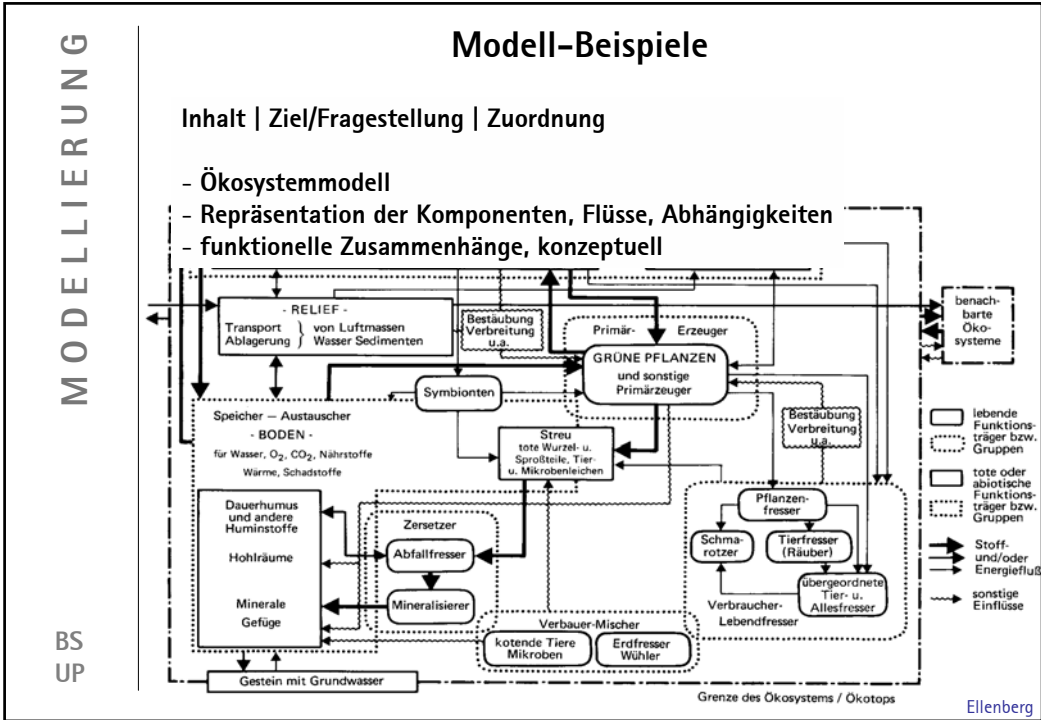 MODELLIERUNG
BS
UP
Modell-Beispiele
Inhalt | Ziel/Fragestellung | Zuordnung
- Ökosystemmodell
- Repräsentation der Komponenten, Flüsse, Abhängigkeiten
- funktionelle Zusammenhänge, konzeptuell
- RELIEF -
Transport } von Luftmassen
Ablagerung } Wasser Sedimenten
Bestäubung
Verbreitung
u.a.
Primär- Erzeuger
GRÜNE PFLANZEN
und sonstige
Primärzeuger
benach-
barte
Öko-
systeme
Symbionten
Speicher – Austauscher
- BODEN -
für Wasser, O₂, CO₂, Nährstoffe
Wärme, Schadstoffe
Streu
tote Wurzel- u.
Sproßteile, Tier-
u. Mikrobenleichen
Bestäubung
Verbreitung
u.a.
Dauerhumus
und andere
Huminstoffe
Hohlräume
Minerale
Gefüge
Zersetzer
Abfallfresser
Mineralisierer
Pflanzen-
fresser
Schma-
rotzer
Tierfresser
(Räuber)
übergeordnete
Tier- u.
Allesfresser
Verbraucher-
Lebendfresser
Verbauer-Mischer
kotende Tiere
Mikroben
Erdfresser
Wühler
Gestein mit Grundwasser
Grenze des Ökosystems / Ökotops
lebende
Funktions-
träger bzw.
Gruppen
tote oder
abiotische
Funktions-
träger bzw.
Gruppen
Stoff-
und/oder
Energiefluß
sonstige
Einflüsse
Ellenberg